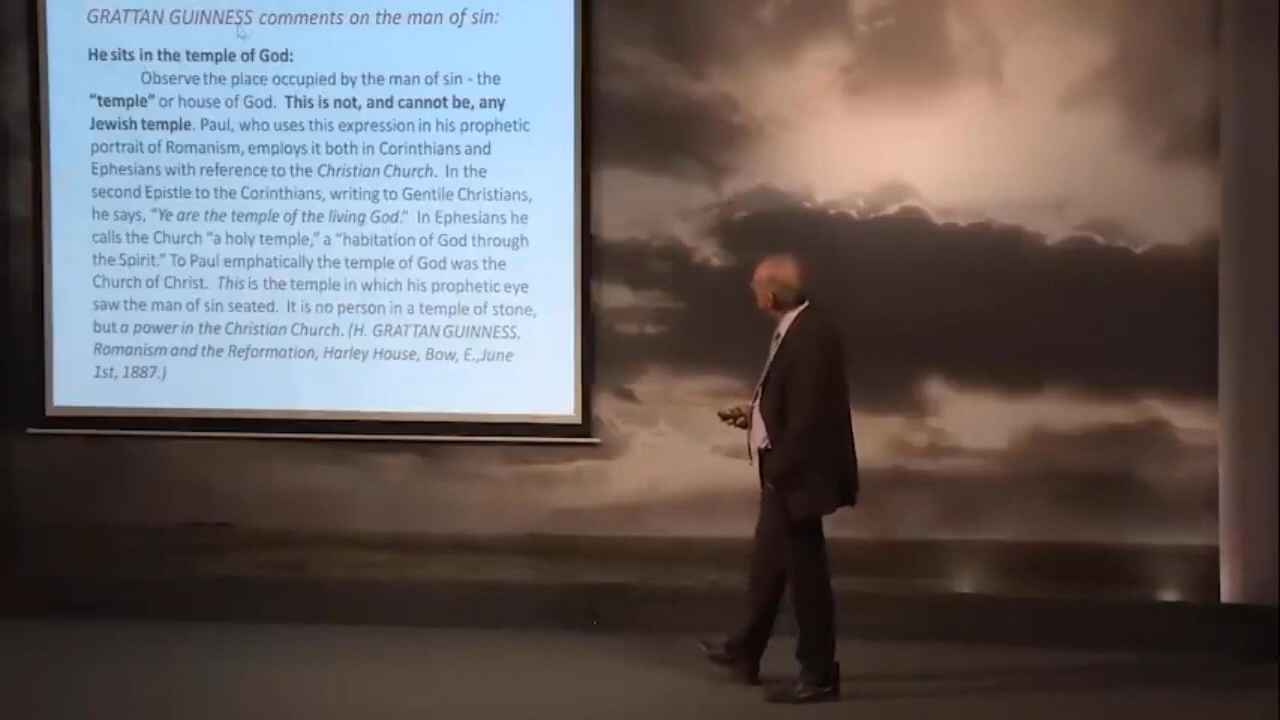 GRATTAN GUINNESS comments on the man of sin:
He sits in the temple of God:
Observe the place occupied by the man of sin - the
"temple" or house of God. This is not, and cannot be, any
Jewish temple. Paul, who uses this expression in his prophetic
portrait of Romanism, employs it both in Corinthians and
Ephesians with reference to the Christian Church. In the
second Epistle to the Corinthians, writing to Gentile Christians,
he says, "Ye are the temple of the living God." In Ephesians he
calls the Church "a holy temple," a "habitation of God through
the Spirit." To Paul emphatically the temple of God was the
Church of Christ. This is the temple in which his prophetic eye
saw the man of sin seated. It is no person in a temple of stone,
but a power in the Christian Church. (H. GRATTAN GUINNESS.
Romanism and the Reformation, Harley House, Bow, E.,June
1st, 1887.)